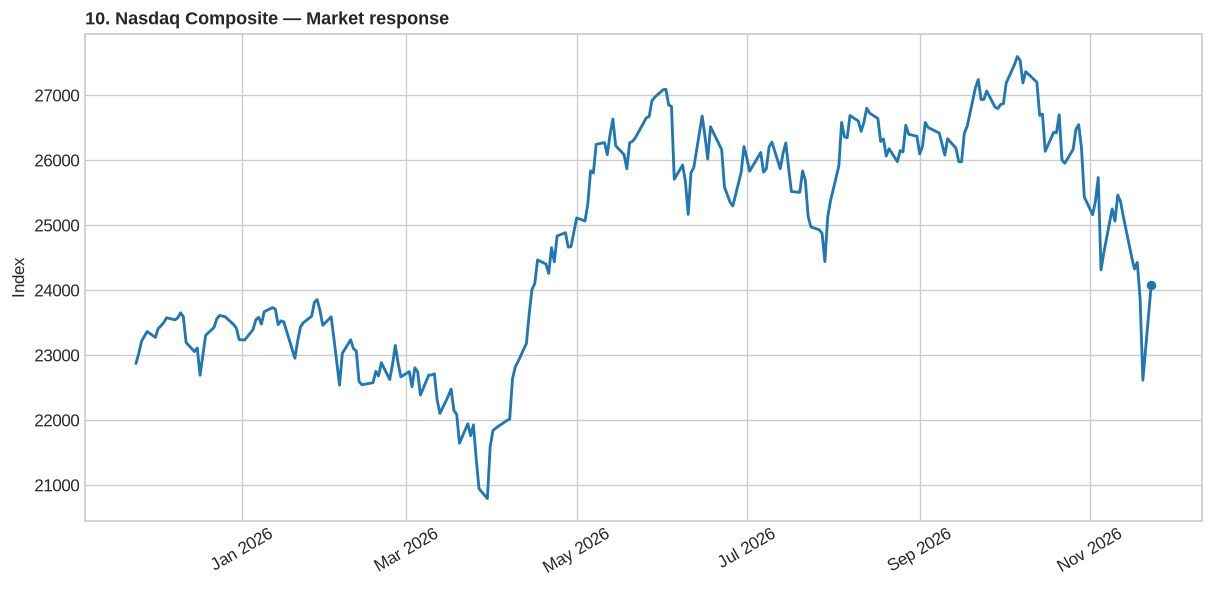 10. Nasdaq Composite — Market response
Index
27000
26000
25000
24000
23000
22000
21000
Jan 2026
Mar 2026
May 2026
Jul 2026
Sep 2026
Nov 2026